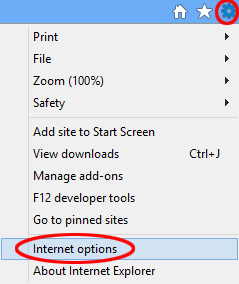 Print
File
Zoom (100%)
Safety
Add site to Start Screen
View downloads Ctrl+J
Manage add-ons
F12 developer tools
Go to pinned sites
Internet options
About Internet Explorer